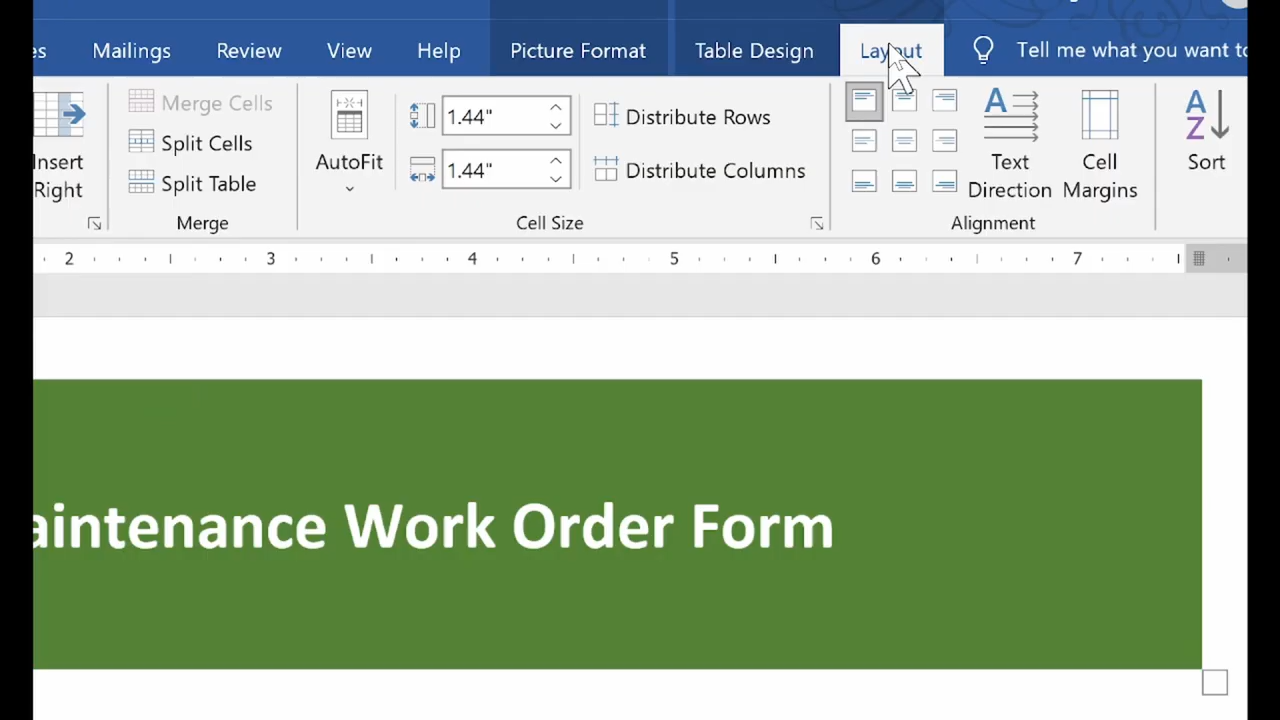 Mailings Review View Help Picture Format Table Design Layout Tell me what you want to
Merge Cells
Split Cells
Split Table
Merge
Insert
Right
AutoFit
1.44"
1.44"
Distribute Rows
Distribute Columns
Cell Size
Text
Direction
Cell
Margins
Alignment
A
Z
Sort
2 3 4 5 6 7
aintenance Work Order Form